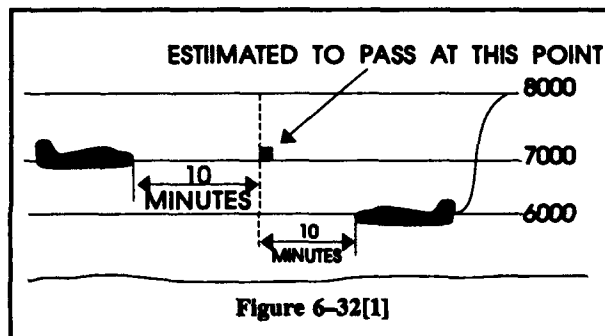 ESTIIMATED TO PASS AT THIS POINT
8000
7000
10
MINUTES
6000
10
MINUTES
Figure 6–32[1]